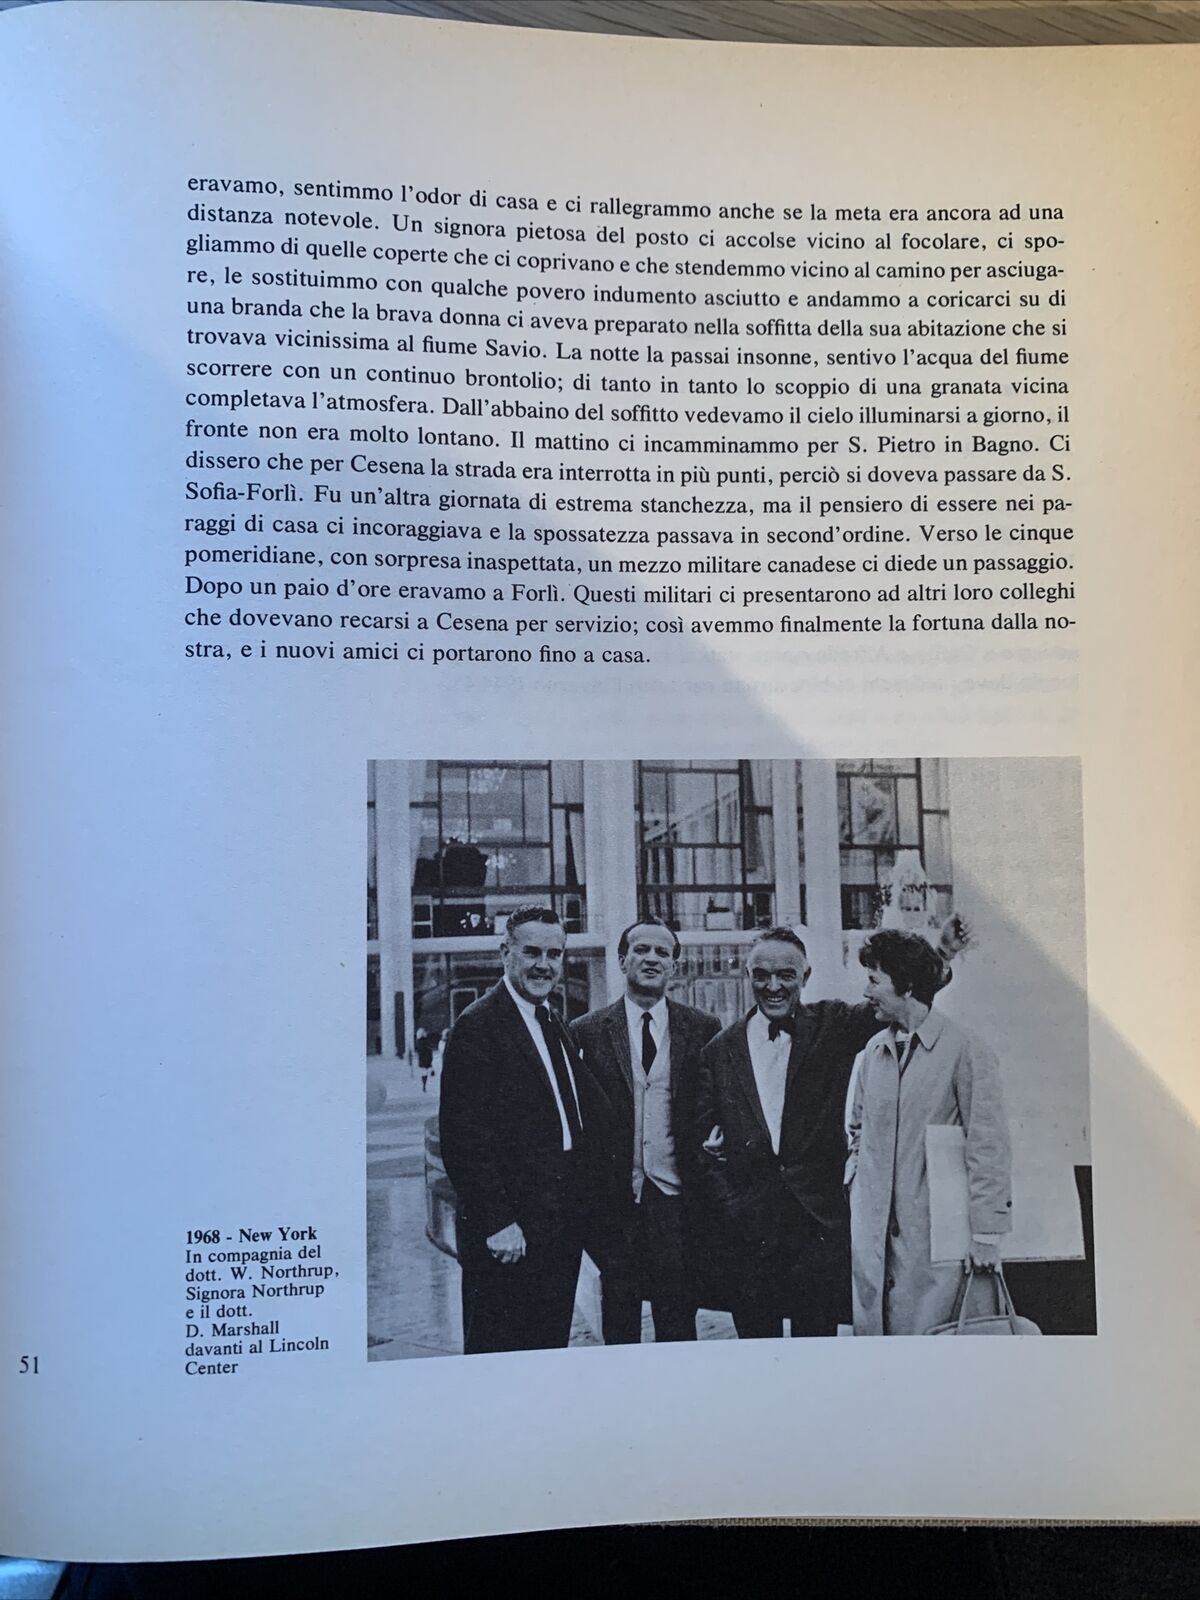 eravamo, sentimmo l'odor di casa e ci rallegrammo anche se la meta era ancora ad una
distanza notevole. Un signora pietosa del posto ci accolse vicino al focolare, ci spo-
gliammo di quelle coperte che ci coprivano e che stendemmo vicino al camino per asciuga-
re, le sostituimmo con qualche povero indumento asciutto e andammo a coricarci su di
una branda che la brava donna ci aveva preparato nella soffitta della sua abitazione che si
trovava vicinissima al fiume Savio. La notte la passai insonne, sentivo l'acqua del fiume
scorrere con un continuo brontolio; di tanto in tanto lo scoppio di una granata vicina
completava l'atmosfera. Dall'abbaino del soffitto vedevamo il cielo illuminarsi a giorno, il
fronte non era molto lontano. Il mattino ci incamminammo per S. Pietro in Bagno. Ci
dissero che per Cesena la strada era interrotta in più punti, perciò si doveva passare da S.
Sofia-Forlì. Fu un'altra giornata di estrema stanchezza, ma il pensiero di essere nei pa-
raggi di casa ci incoraggiava e la spossatezza passava in second'ordine. Verso le cinque
pomeridiane, con sorpresa inaspettata, un mezzo militare canadese ci diede un passaggio.
Dopo un paio d'ore eravamo a Forlì. Questi militari ci presentarono ad altri loro colleghi
che dovevano recarsi a Cesena per servizio; così avemmo finalmente la fortuna dalla no-
stra, e i nuovi amici ci portarono fino a casa.
1968 - New York
In compagnia del
dott. W. Northrup,
Signora Northrup
e il dott.
D. Marshall
davanti al Lincoln
Center
51